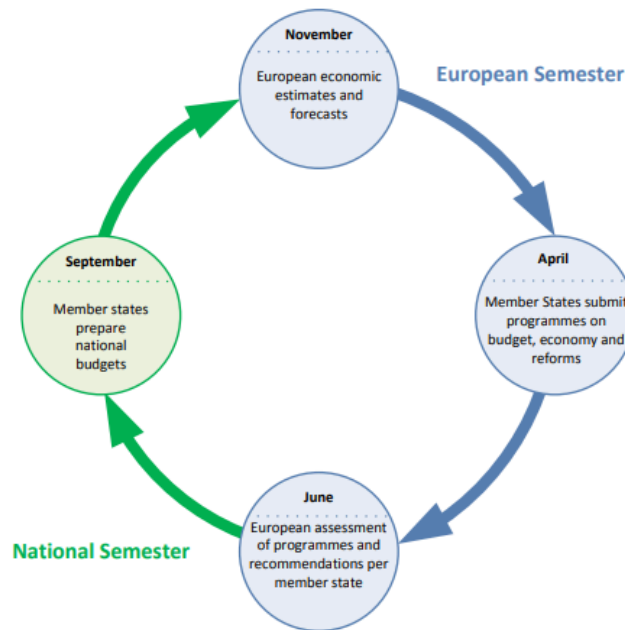 November
European economic
estimates and
forecasts
European Semester
September
Member states
prepare
national
budgets
April
Member States submit
programmes on
budget, economy and
reforms
June
European assessment
of programmes and
recommendations per
member state
National Semester